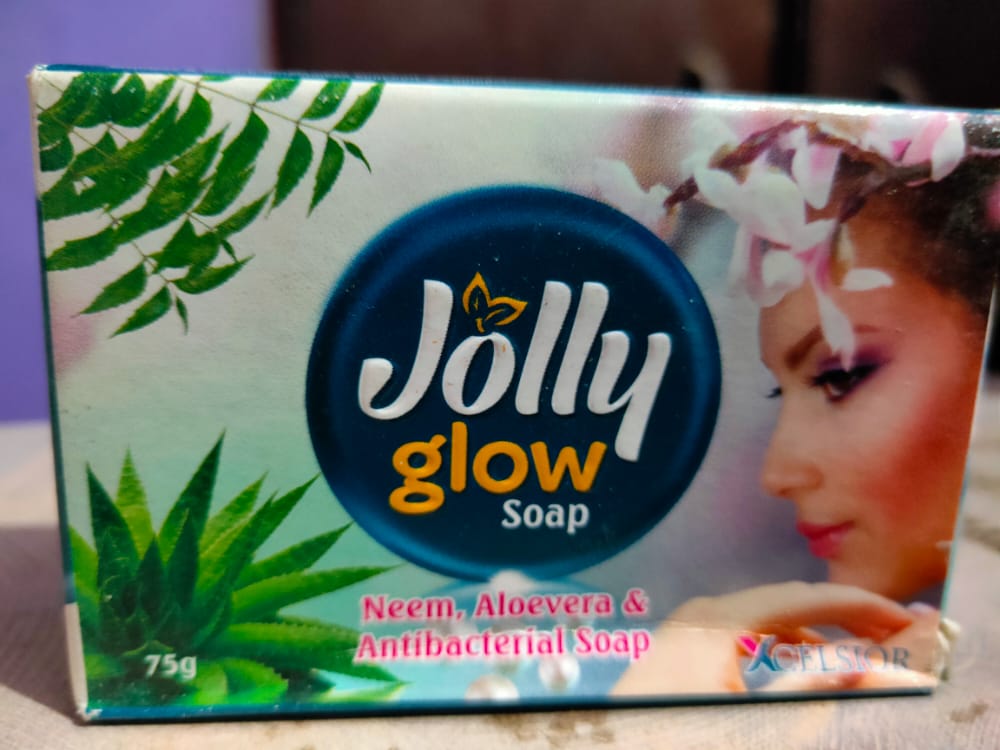 Jolly
glow
Soap
Neem, Aloevera &
Antibacterial Soap
75g
XCELSIOR